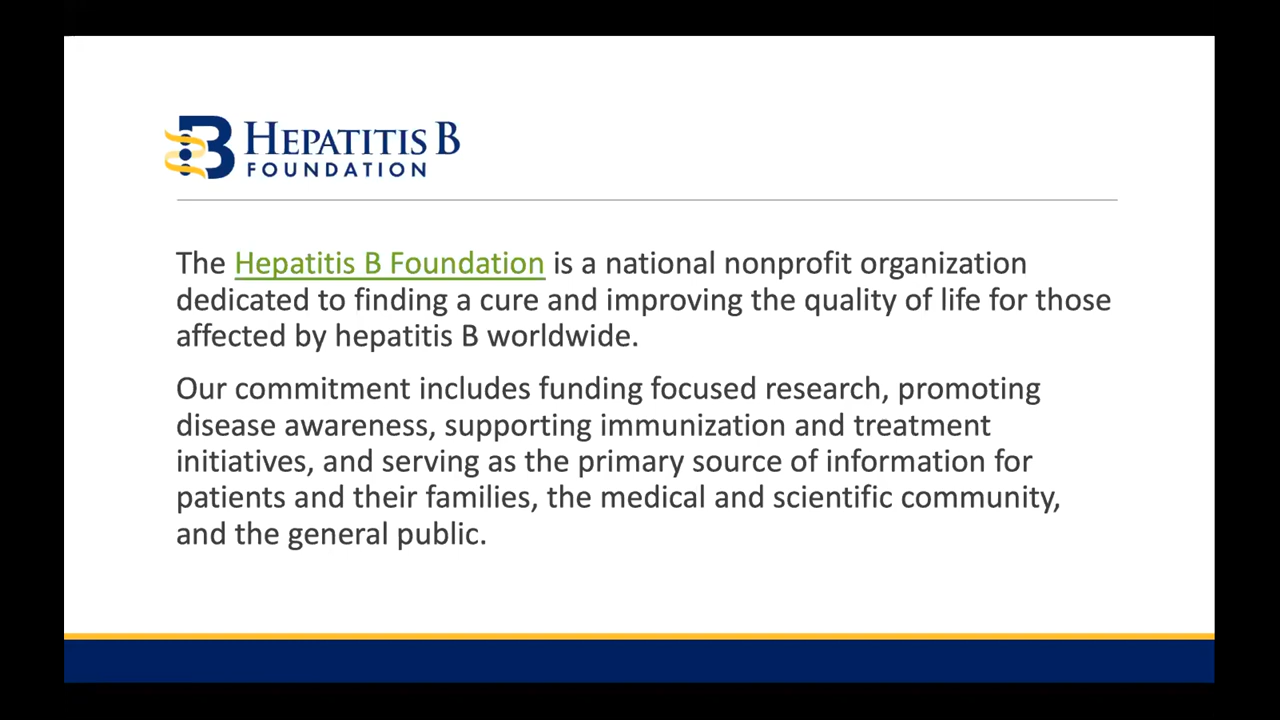 HEPATITIS B
FOUNDATION
The Hepatitis B Foundation is a national nonprofit organization
dedicated to finding a cure and improving the quality of life for those
affected by hepatitis B worldwide.
Our commitment includes funding focused research, promoting
disease awareness, supporting immunization and treatment
initiatives, and serving as the primary source of information for
patients and their families, the medical and scientific community,
and the general public.